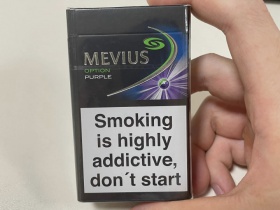 MEVIUS
OPTION
PURPLE
Smoking
is highly
addictive,
don´t start